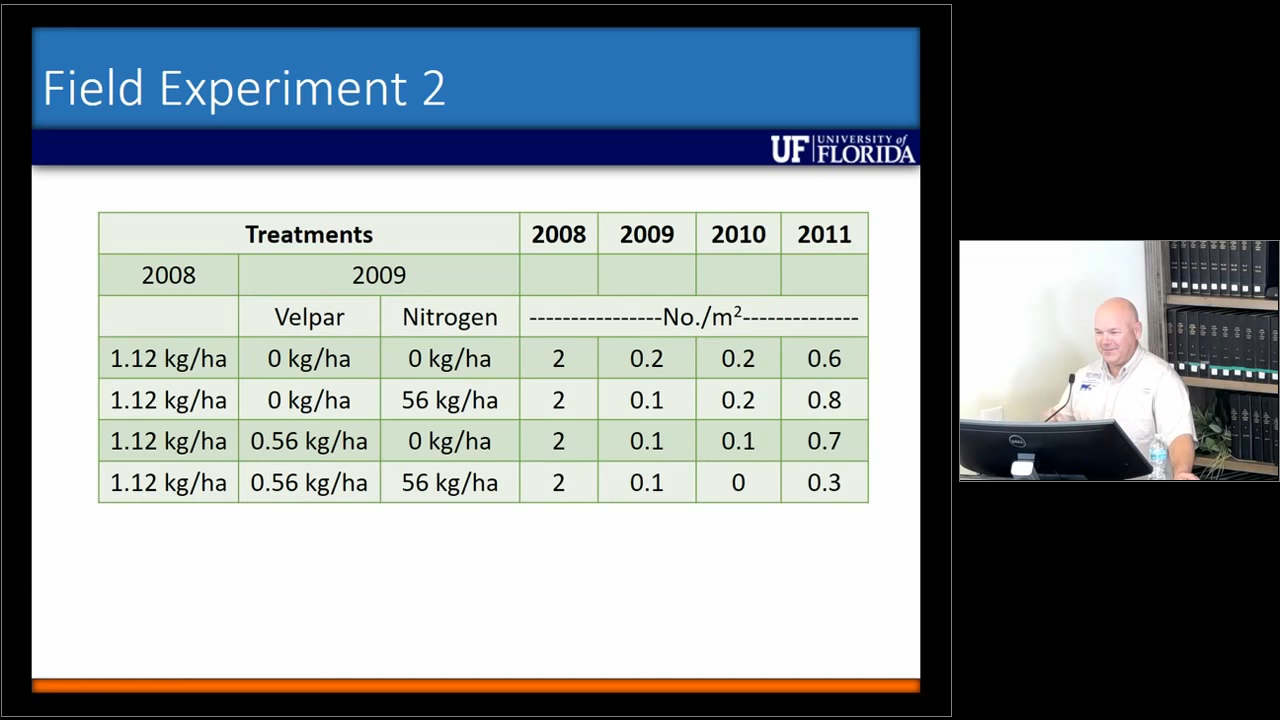 Field Experiment 2
UF UNIVERSITY of
FLORIDA
Treatments 2008 2009 2010 2011
2008 2009
Velpar Nitrogen ----------------No./m²--------------
1.12 kg/ha 0 kg/ha 0 kg/ha 2 0.2 0.2 0.6
1.12 kg/ha 0 kg/ha 56 kg/ha 2 0.1 0.2 0.8
1.12 kg/ha 0.56 kg/ha 0 kg/ha 2 0.1 0.1 0.7
1.12 kg/ha 0.56 kg/ha 56 kg/ha 2 0.1 0 0.3
DELL